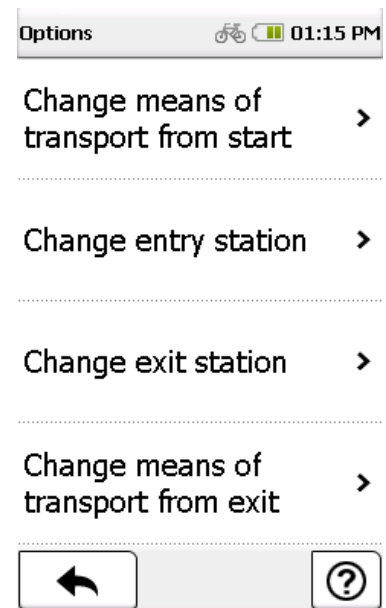 Options 01:15 PM
Change means of
transport from start
Change entry station
Change exit station
Change means of
transport from exit
?